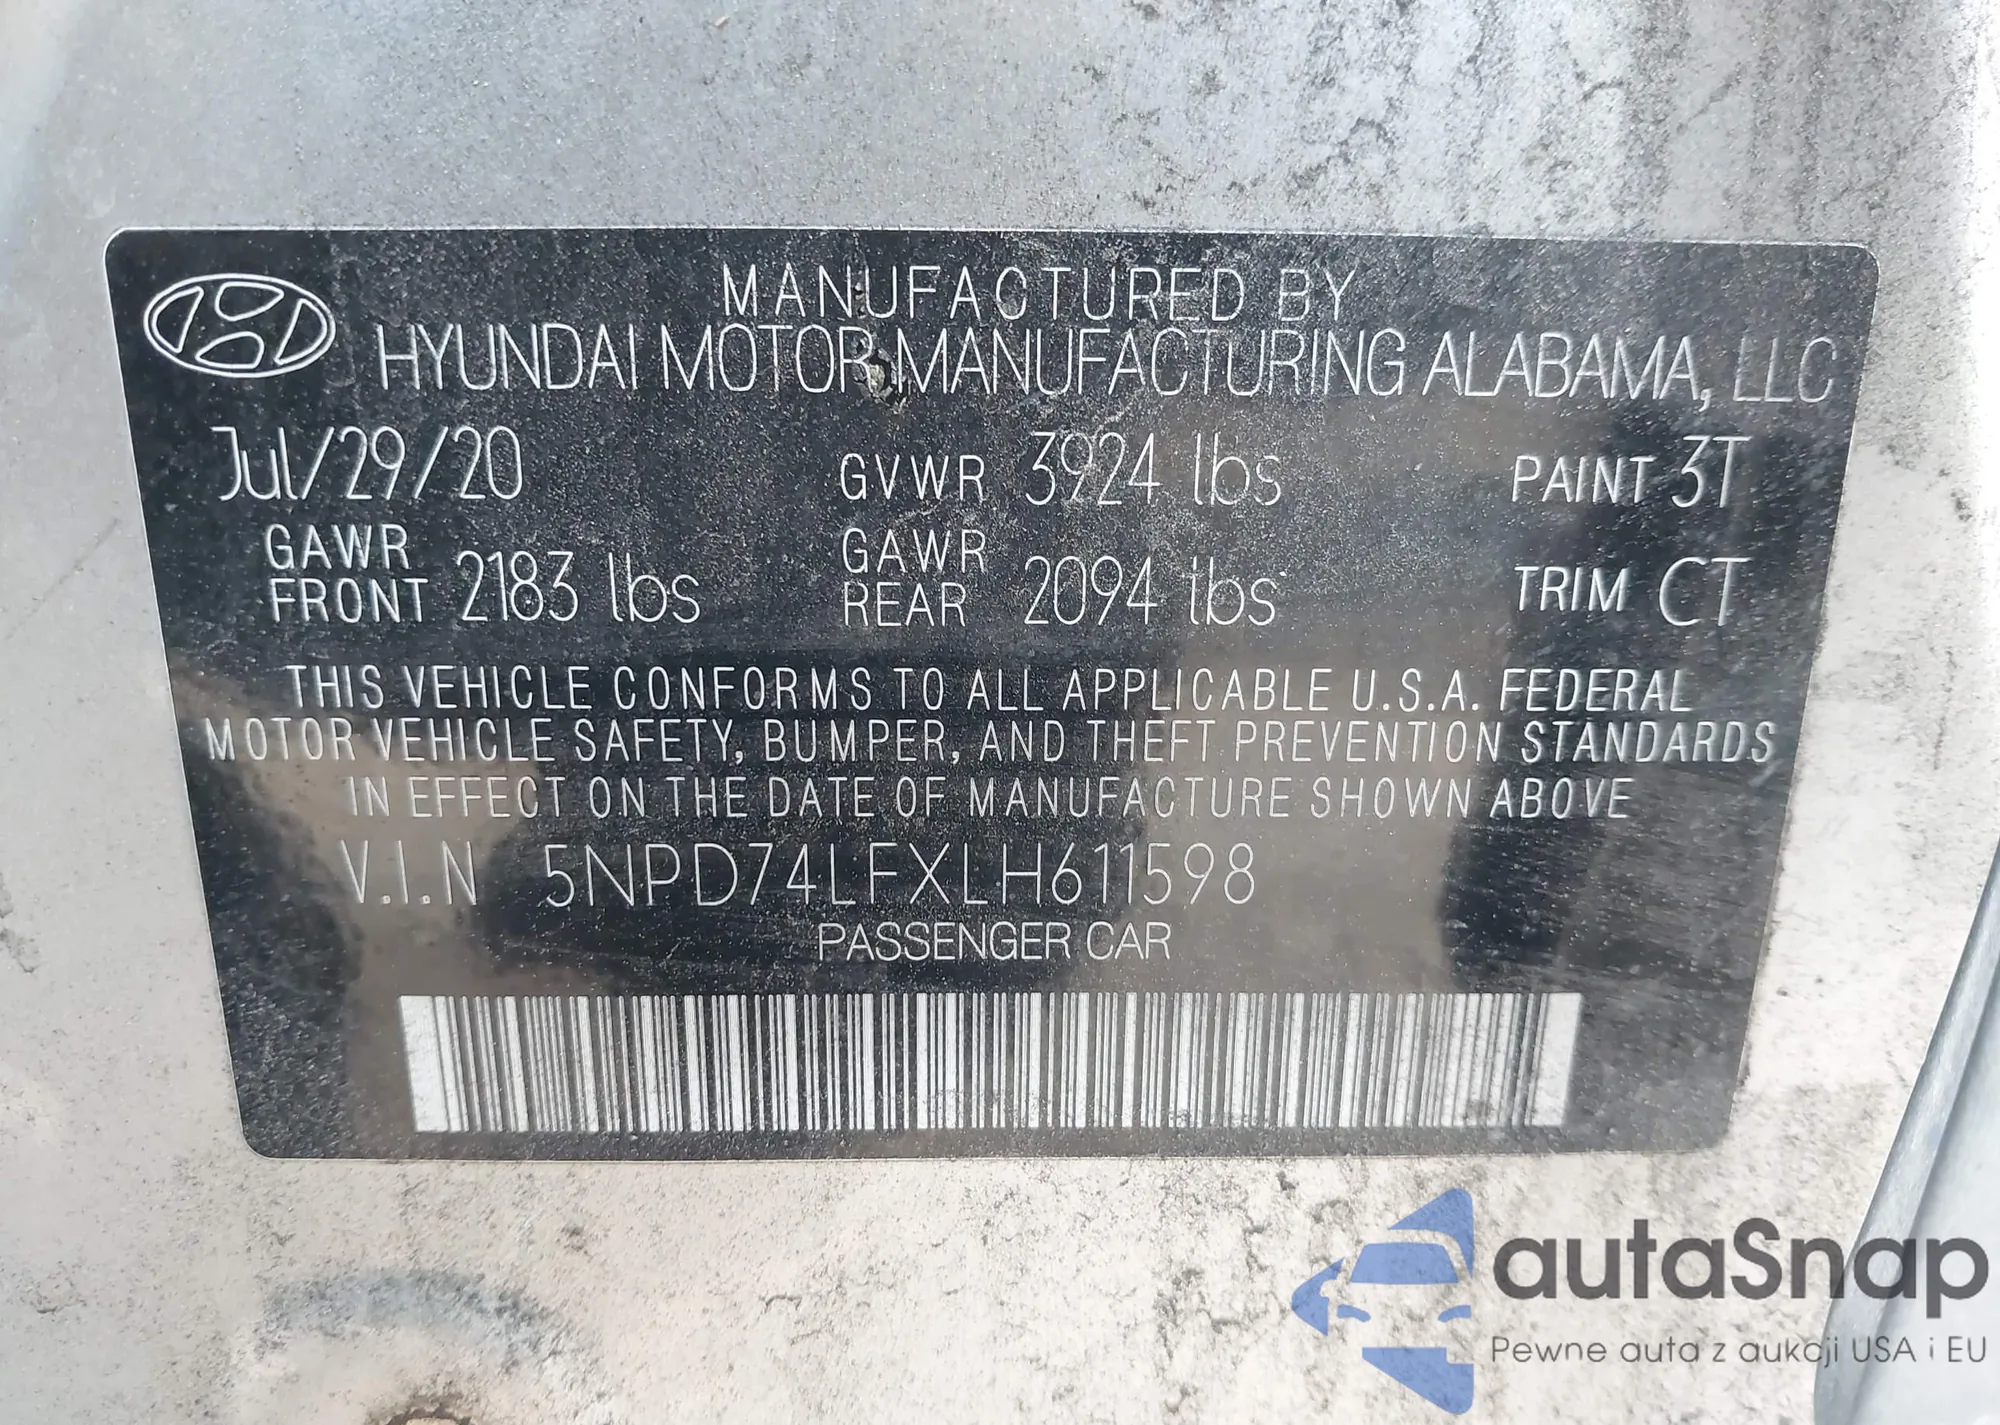 MANUFACTURED BY
HYUNDAI MOTOR MANUFACTURING ALABAMA, LLC
Jul/29/20 GVWR 3924 lbs PAINT 3T
GAWR FRONT 2183 lbs GAWR REAR 2094 lbs TRIM CT
THIS VEHICLE CONFORMS TO ALL APPLICABLE U.S.A. FEDERAL
MOTOR VEHICLE SAFETY, BUMPER, AND THEFT PREVENTION STANDARDS
IN EFFECT ON THE DATE OF MANUFACTURE SHOWN ABOVE
V.I.N 5NPD74LFXLH611598
PASSENGER CAR
autaSnap
Pewne auta z aukcji USA i EU